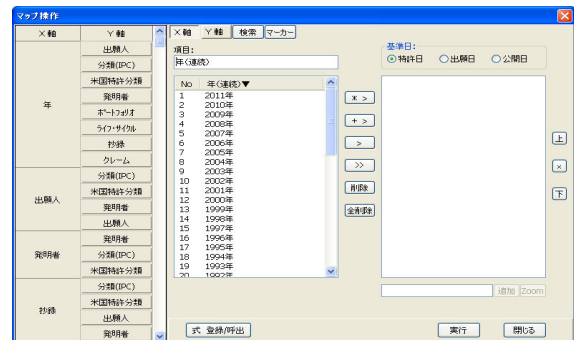 マップ操作
X軸 Y軸
年
出願人
分類(IPC)
米国特許分類
発明者
ポートフォリオ
ライフ・サイクル
抄録
クレーム
出願人
分類(IPC)
米国特許分類
発明者
出願人
発明者
発明者
分類(IPC)
米国特許分類
抄録
分類(IPC)
米国特許分類
出願人
発明者
X軸 Y軸 検索 マーカー
項目:
年(連続)
基準日:
特許日 出願日 公開日
No 年(連続)▼
1 2011年
2 2010年
3 2009年
4 2008年
5 2007年
6 2006年
7 2005年
8 2004年
9 2003年
10 2002年
11 2001年
12 2000年
13 1999年
14 1998年
15 1997年
16 1996年
17 1995年
18 1994年
19 1993年
20 1992年
* >
+ >
>
>>
削除
全削除
上
×
下
追加 Zoom
式 登録/呼出
実行 閉じる